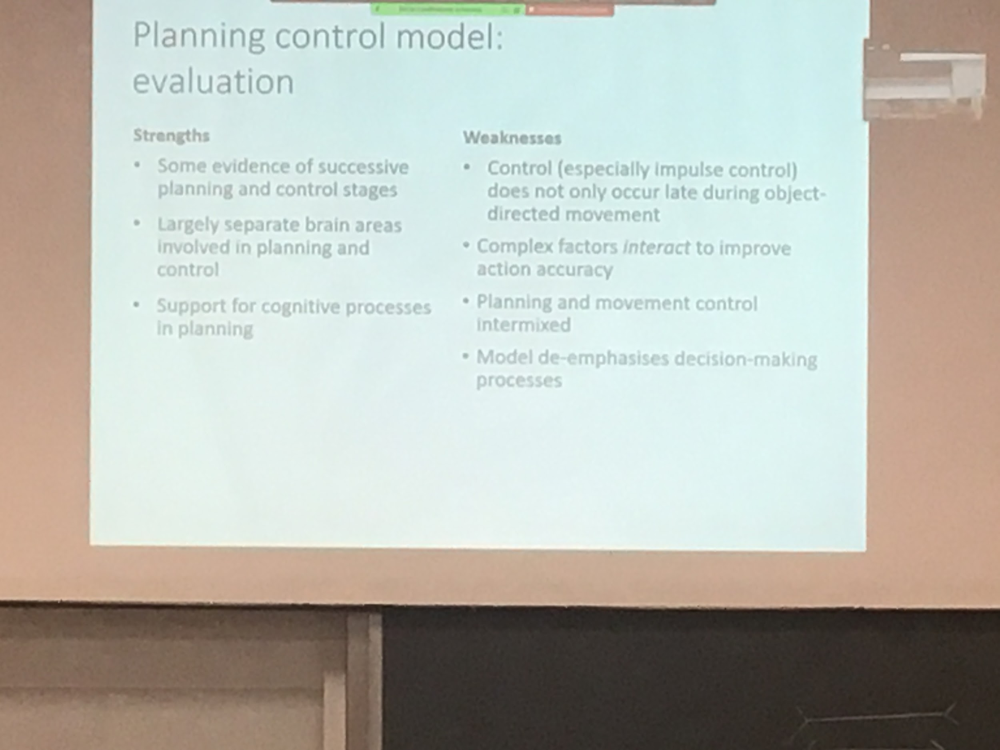 Planning control model:
evaluation
Strengths
• Some evidence of successive
planning and control stages
• Largely separate brain areas
involved in planning and
control
• Support for cognitive processes
in planning
Weaknesses
• Control (especially impulse control)
does not only occur late during object-
directed movement
• Complex factors interact to improve
action accuracy
• Planning and movement control
intermixed
• Model de-emphasises decision-making
processes